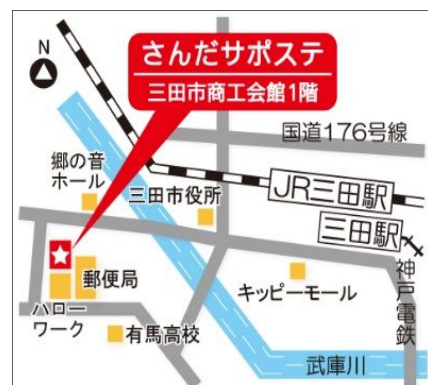 N
さんだサポステ
三田市商工会館1階
国道176号線
郷の音
ホール
三田市役所
JR三田駅
三田駅
神戸電鉄
郵便局
ハロー
ワーク
キッピーモール
有馬高校
武庫川